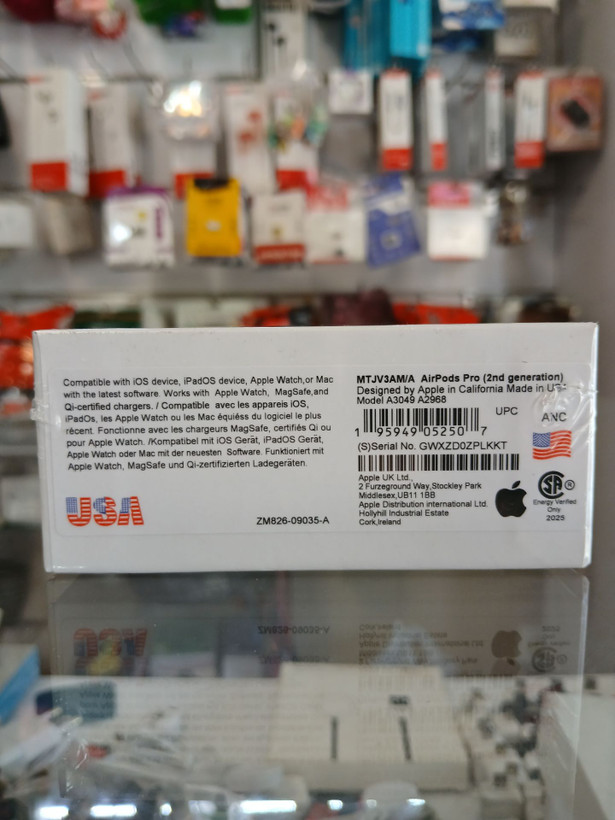 Compatible with iOS device, iPadOS device, Apple Watch,or Mac
with the latest software. Works with Apple Watch, MagSafe,and
Qi-certified chargers. / Compatible avec les appareis iOS,
iPadOs, les Apple Watch ou les Mac équiéss du logiciel le plus
récent. Fonctionne avec les chargeurs MagSafe, certifiés Qi ou
pour Apple Watch. /Kompatibel mit iOS Gerät, iPadOS Gerät,
Apple Watch oder Mac mit der neuesten Software. Funktioniert mit
Apple Watch, MagSafe und Qi-zertifizierten Ladegeräten.
USA
ZM826-09035-A
MTJV3AM/A AirPods Pro (2nd generation)
Designed by Apple in California Made in USA
Model A3049 A2968
UPC
ANC
1 95949 05250 7
(S)Serial No. GWXZD0ZPLKKT
Apple UK Ltd.,
2 Furzeground Way,Stockley Park
Middlesex,UB11 1BB
Apple Distribution international Ltd.
Hollyhill Industrial Estate
Cork,Ireland
SA
Energy Verified
Only
2025